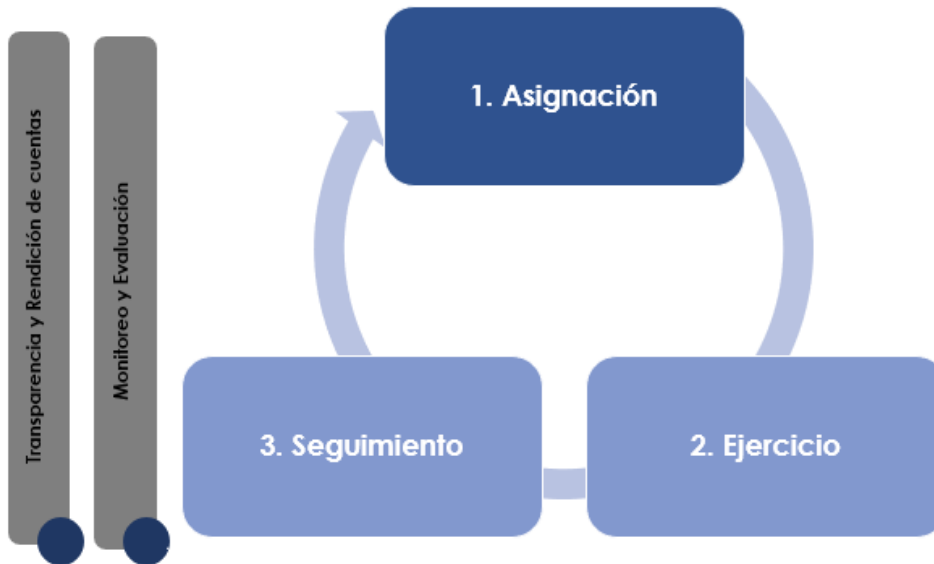 Transparencia y Rendición de cuentas
Monitoreo y Evaluación
1. Asignación
3. Seguimiento
2. Ejercicio